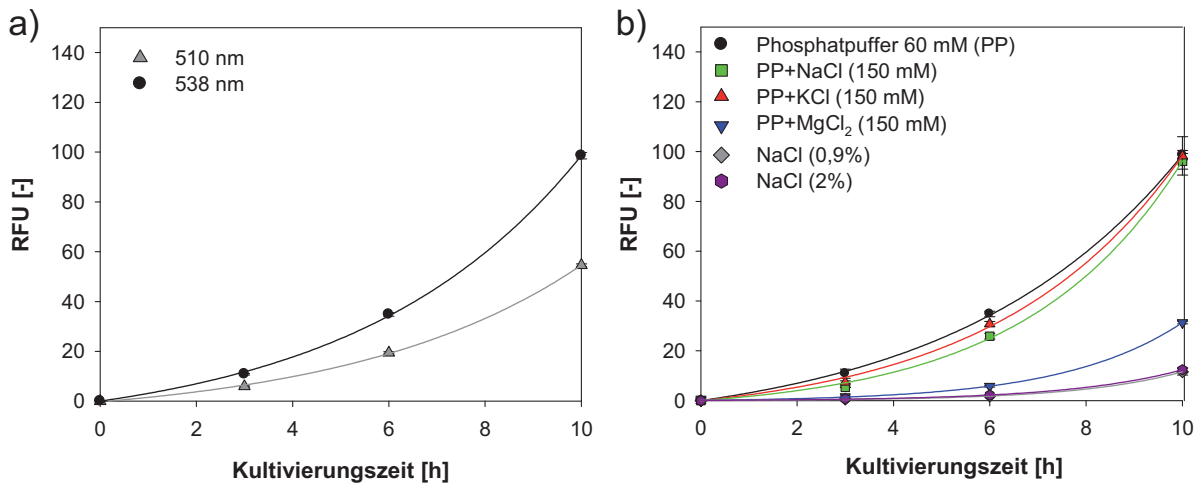 a)
510 nm
538 nm
RFU [-]
140
120
100
80
60
40
20
0
0 2 4 6 8 10
Kultivierungszeit [h]
b)
Phosphatpuffer 60 mM (PP)
PP+NaCl (150 mM)
PP+KCl (150 mM)
PP+MgCl₂ (150 mM)
NaCl (0,9%)
NaCl (2%)
RFU [-]
140
120
100
80
60
40
20
0
0 2 4 6 8 10
Kultivierungszeit [h]